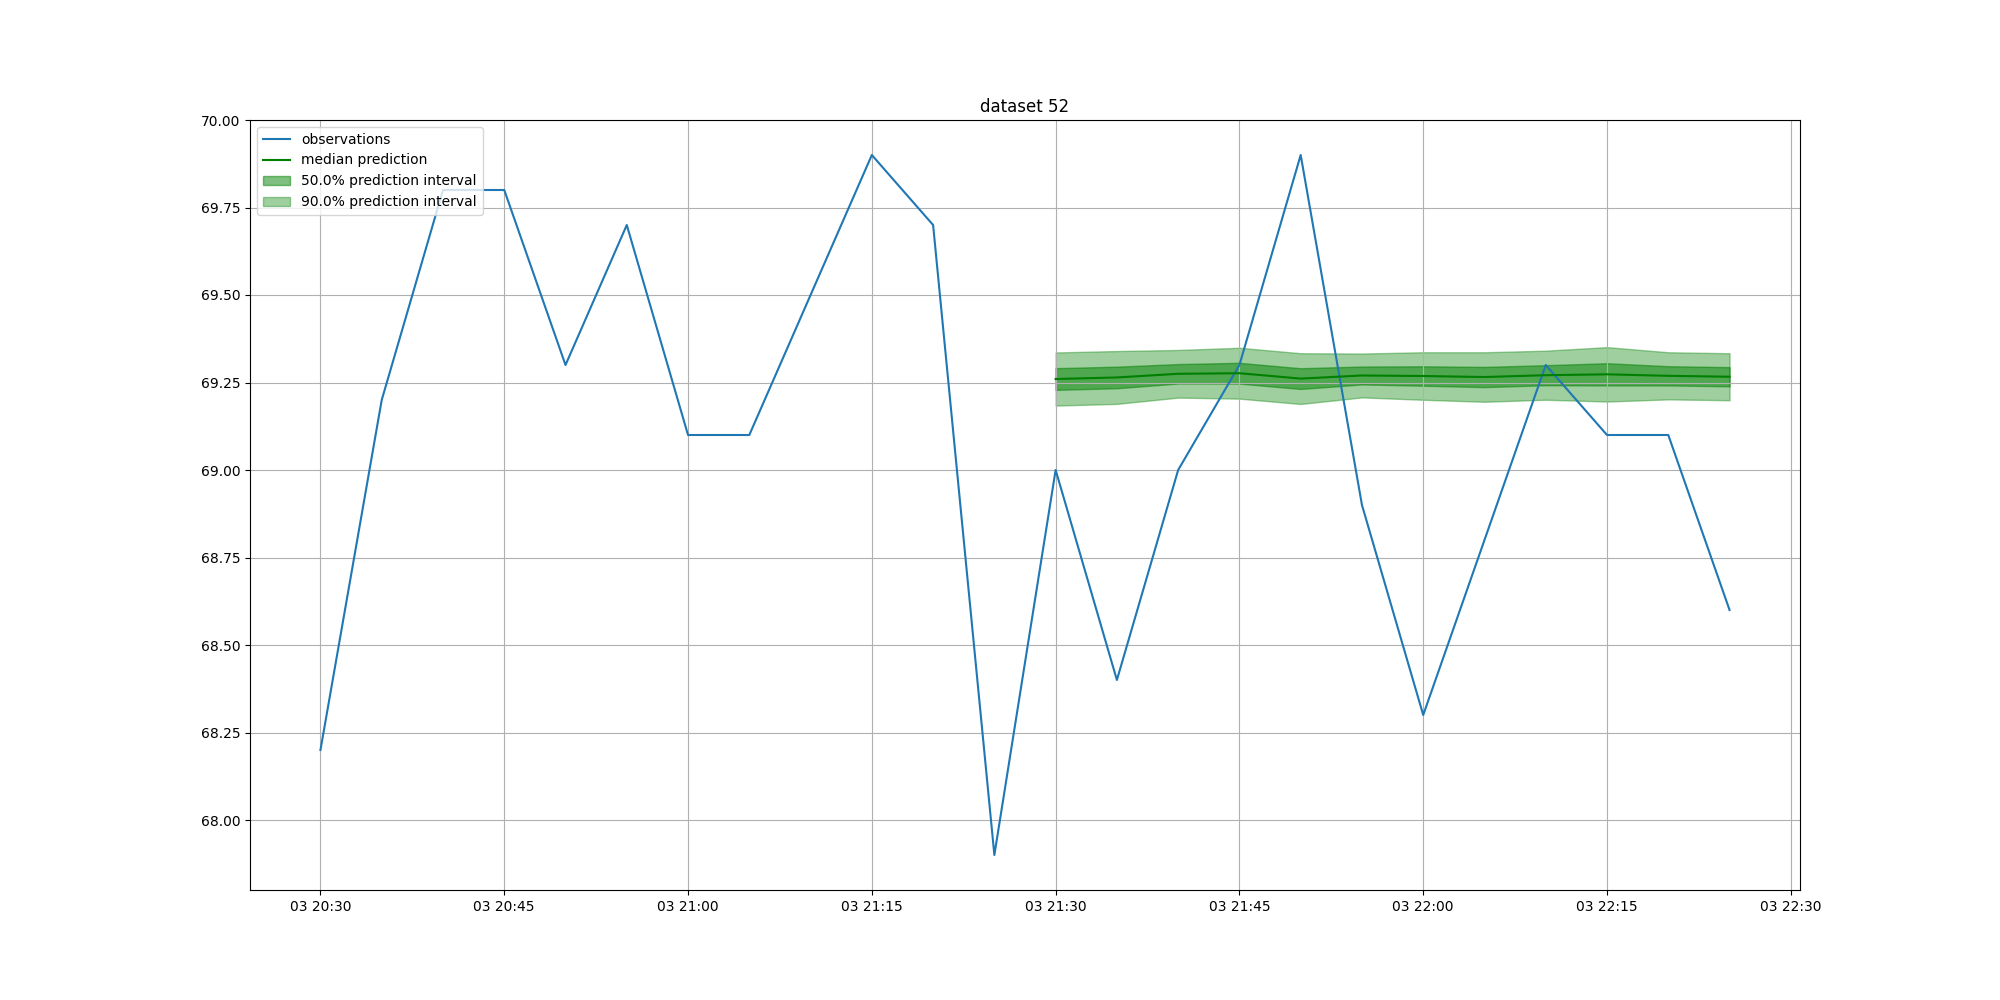 dataset 52
70.00
observations
median prediction
50.0% prediction interval
90.0% prediction interval
69.75
69.50
69.25
69.00
68.75
68.50
68.25
68.00
03 20:30 03 20:45 03 21:00 03 21:15 03 21:30 03 21:45 03 22:00 03 22:15 03 22:30